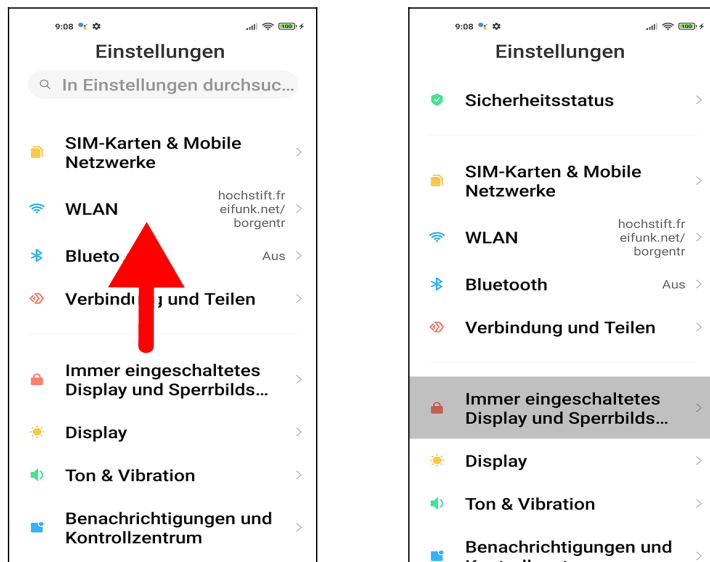 9:08
100
Einstellungen
In Einstellungen durchsuc...
SIM-Karten & Mobile
Netzwerke
WLAN
hochstift.fr
eifunk.net/
borgentr
Blueto
Aus
Verbind g und Teilen
Immer eingeschaltetes
Display und Sperrbilds...
Display
Ton & Vibration
Benachrichtigungen und
Kontrollzentrum
9:08
100
Einstellungen
Sicherheitsstatus
SIM-Karten & Mobile
Netzwerke
WLAN
hochstift.fr
eifunk.net/
borgentr
Bluetooth
Aus
Verbindung und Teilen
Immer eingeschaltetes
Display und Sperrbilds...
Display
Ton & Vibration
Benachrichtigungen und